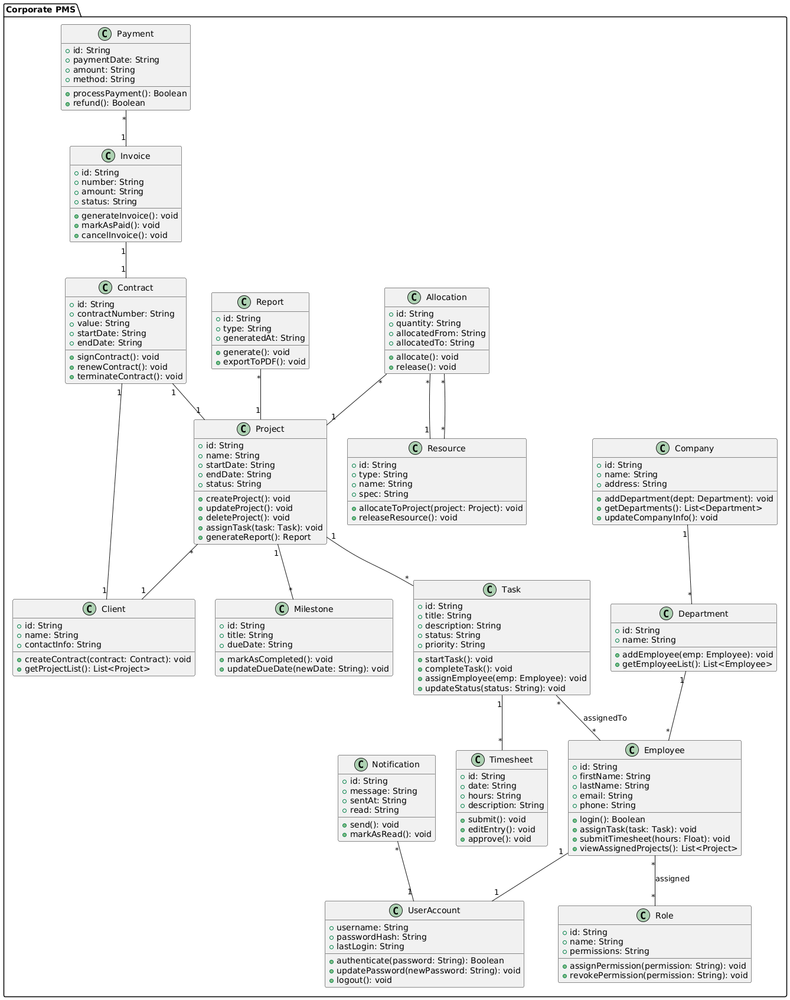 Corporate PMS
C Payment
id: String
paymentDate: String
amount: String
method: String
processPayment(): Boolean
refund(): Boolean
*
1
C Invoice
id: String
number: String
amount: String
status: String
generateInvoice(): void
markAsPaid(): void
cancelInvoice(): void
1
1
C Contract
id: String
contractNumber: String
value: String
startDate: String
endDate: String
signContract(): void
renewContract(): void
terminateContract(): void
1
1
C Report
id: String
type: String
generatedAt: String
generate(): void
exportToPDF(): void
*
C Allocation
id: String
quantity: String
allocatedFrom: String
allocatedTo: String
allocate(): void
release(): void
*
*
*
1
1
1
1
*
C Project
id: String
name: String
startDate: String
endDate: String
status: String
createProject(): void
updateProject(): void
deleteProject(): void
assignTask(task: Task): void
generateReport(): Report
*
1
1
C Resource
id: String
type: String
name: String
spec: String
allocateToProject(project: Project): void
releaseResource(): void
C Company
id: String
name: String
address: String
addDepartment(dept: Department): void
getDepartments(): List<Department>
updateCompanyInfo(): void
1
1
1
*
*
*
C Client
id: String
name: String
contactInfo: String
createContract(contract: Contract): void
getProjectList(): List<Project>
C Milestone
id: String
title: String
dueDate: String
markAsCompleted(): void
updateDueDate(newDate: String): void
C Task
id: String
title: String
description: String
status: String
priority: String
startTask(): void
completeTask(): void
assignEmployee(emp: Employee): void
updateStatus(status: String): void
1
*
C Department
id: String
name: String
addEmployee(emp: Employee): void
getEmployeeList(): List<Employee>
1
assignedTo
*
*
*
C Notification
id: String
message: String
sentAt: String
read: String
send(): void
markAsRead(): void
*
C Timesheet
id: String
date: String
hours: String
description: String
submit(): void
editEntry(): void
approve(): void
C Employee
id: String
firstName: String
lastName: String
email: String
phone: String
login(): Boolean
assignTask(task: Task): void
submitTimesheet(hours: Float): void
viewAssignedProjects(): List<Project>
1
*
assigned
1
1
*
C UserAccount
username: String
passwordHash: String
lastLogin: String
authenticate(password: String): Boolean
updatePassword(newPassword: String): void
logout(): void
C Role
id: String
name: String
permissions: String
assignPermission(permission: String): void
revokePermission(permission: String): void